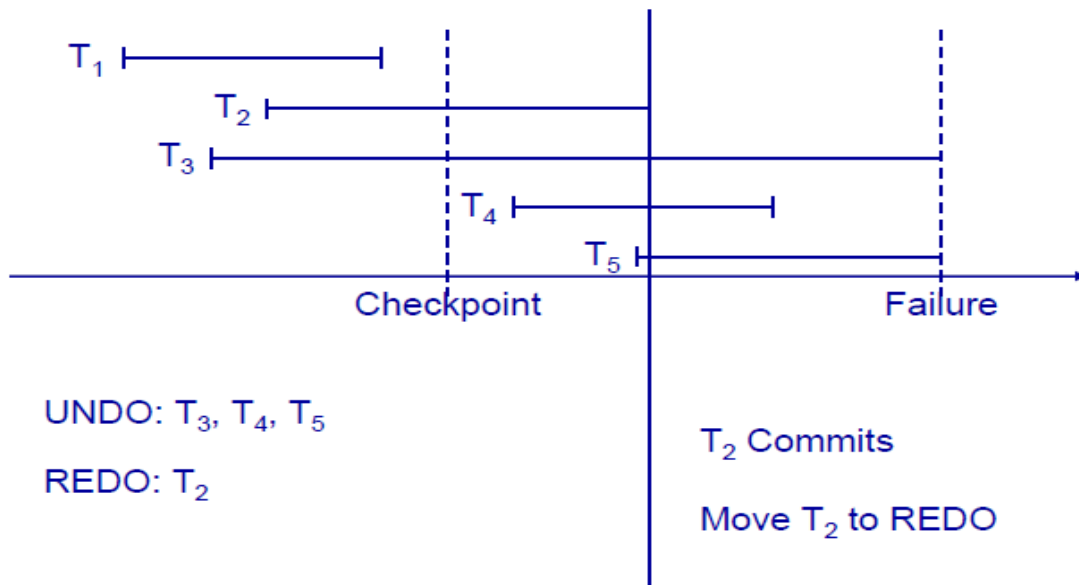 T₁
T₂
T₃
T₄
T₅
Checkpoint Failure
UNDO: T₃, T₄, T₅
REDO: T₂
T₂ Commits
Move T₂ to REDO